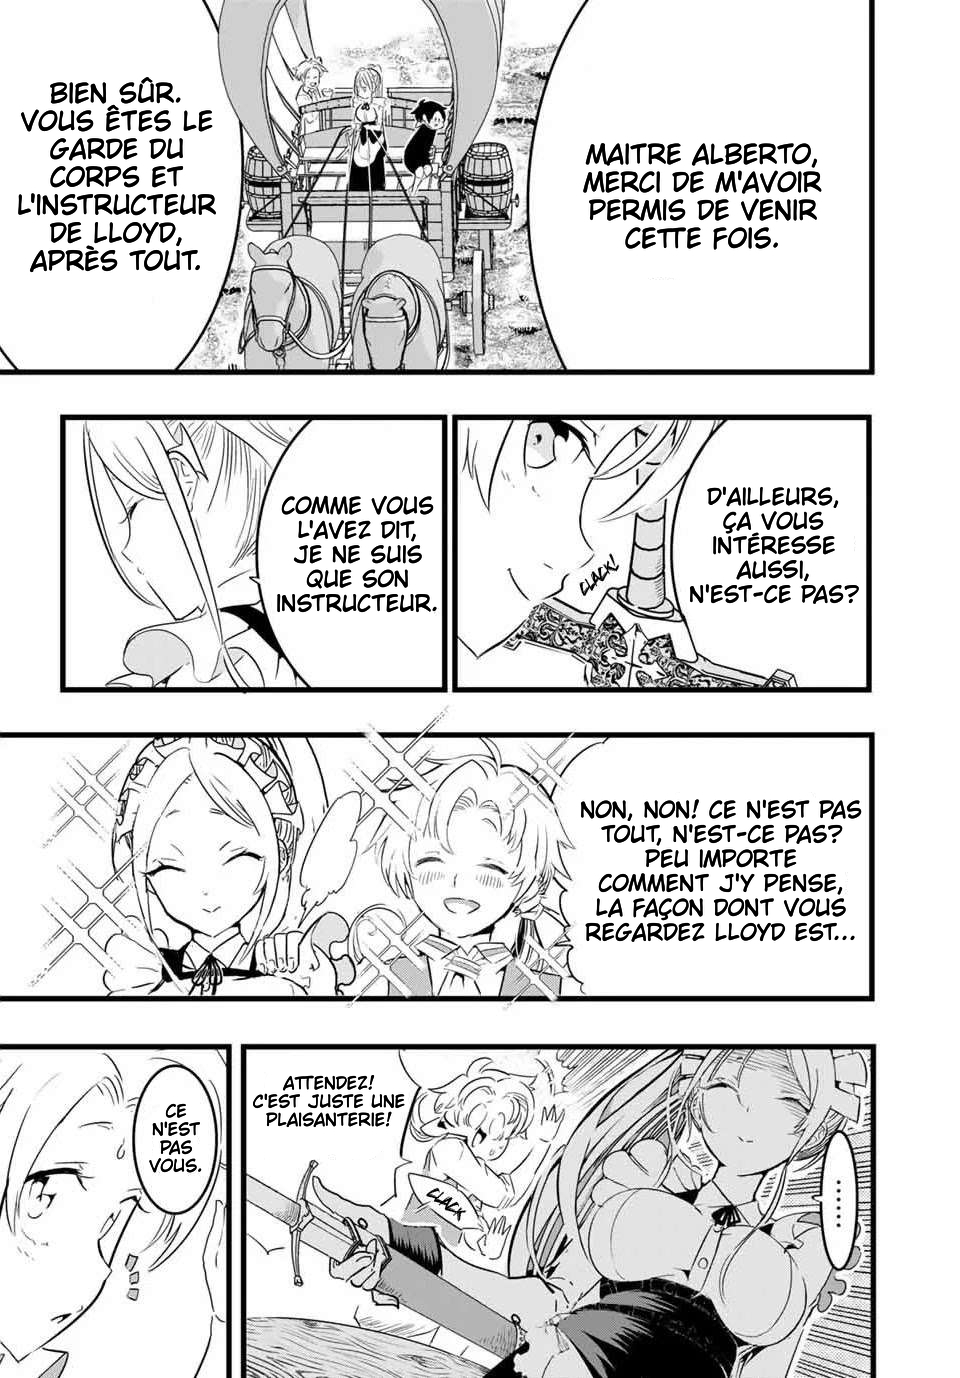 MAITRE ALBERTO,
MERCI DE M'AVOIR
PERMIS DE VENIR
CETTE FOIS.
BIEN SÛR.
VOUS ÊTES LE
GARDE DU
CORPS ET
L'INSTRUCTEUR
DE LLOYD,
APRÈS TOUT.
D'AILLEURS,
ÇA VOUS
INTÉRESSE
AUSSI,
N'EST-CE PAS?
CLACK!
COMME VOUS
L'AVEZ DIT,
JE NE SUIS
QUE SON
INSTRUCTEUR.
NON, NON! CE N'EST PAS
TOUT, N'EST-CE PAS?
PEU IMPORTE
COMMENT J'Y PENSE,
LA FAÇON DONT VOUS
REGARDEZ LLOYD EST...
.......
ATTENDEZ!
C'EST JUSTE UNE
PLAISANTERIE!
CLACK
CE
N'EST
PAS
VOUS.